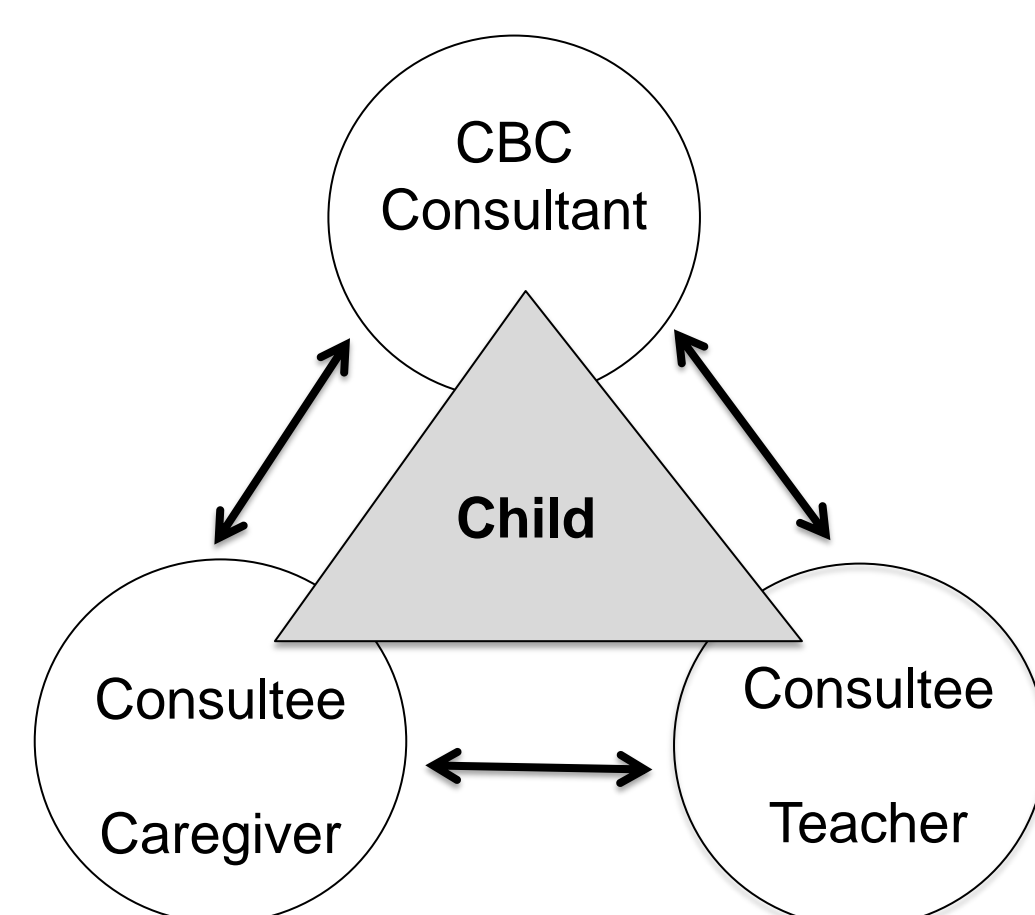 CBC
Consultant
Child
Consultee
Caregiver
Consultee
Teacher